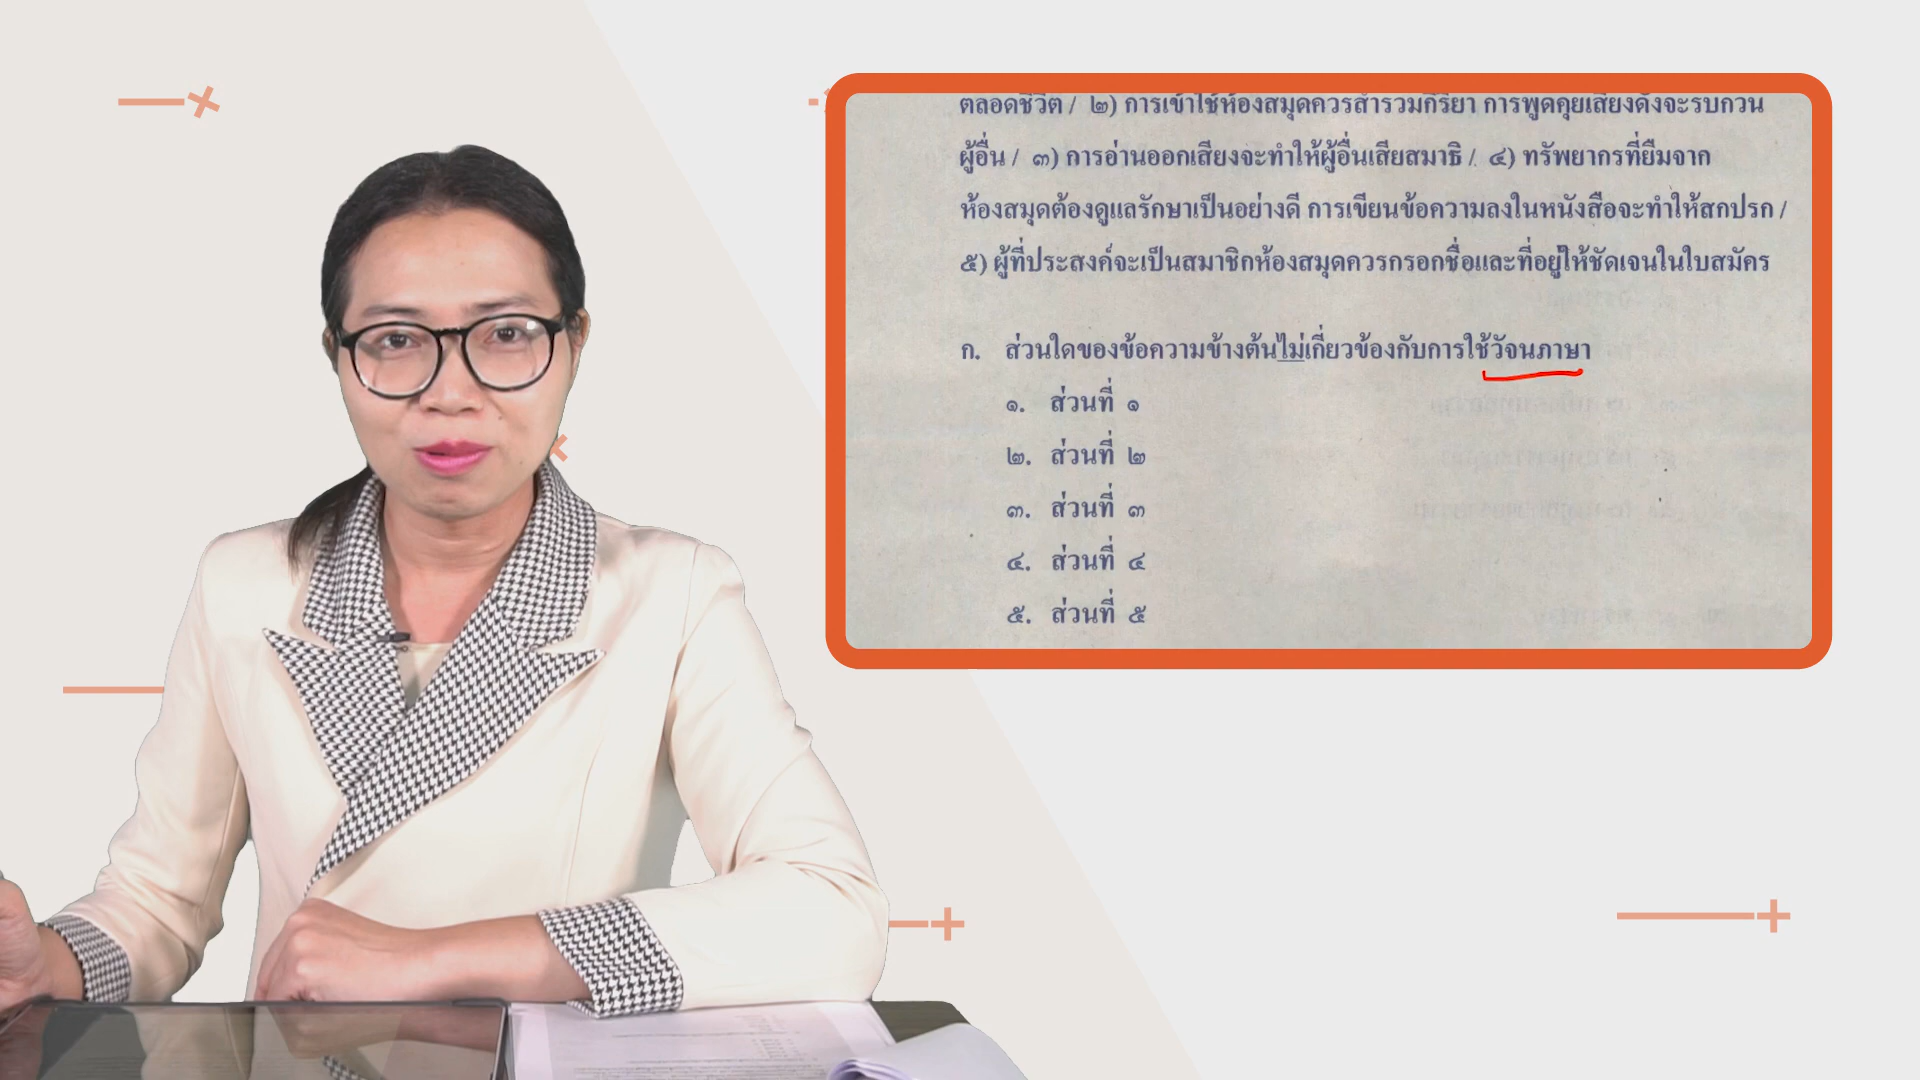 ตลอดชีวิต / ๒) การเข้าใช้ห้องสมุดควรสำรวมกิริยา การพูดคุยเสียงดังจะรบกวน
ผู้อื่น / ๓) การอ่านออกเสียงจะทำให้ผู้อื่นเสียสมาธิ / ๔) ทรัพยากรที่ยืมจาก
ห้องสมุดต้องดูแลรักษาเป็นอย่างดี การเขียนข้อความลงในหนังสือจะทำให้สกปรก /
๕) ผู้ที่ประสงค์จะเป็นสมาชิกห้องสมุดควรกรอกชื่อและที่อยู่ให้ชัดเจนในใบสมัคร
ก. ส่วนใดของข้อความข้างต้นไม่เกี่ยวข้องกับการใช้วัจนภาษา
๑. ส่วนที่ ๑
๒. ส่วนที่ ๒
๓. ส่วนที่ ๓
๔. ส่วนที่ ๔
๕. ส่วนที่ ๕